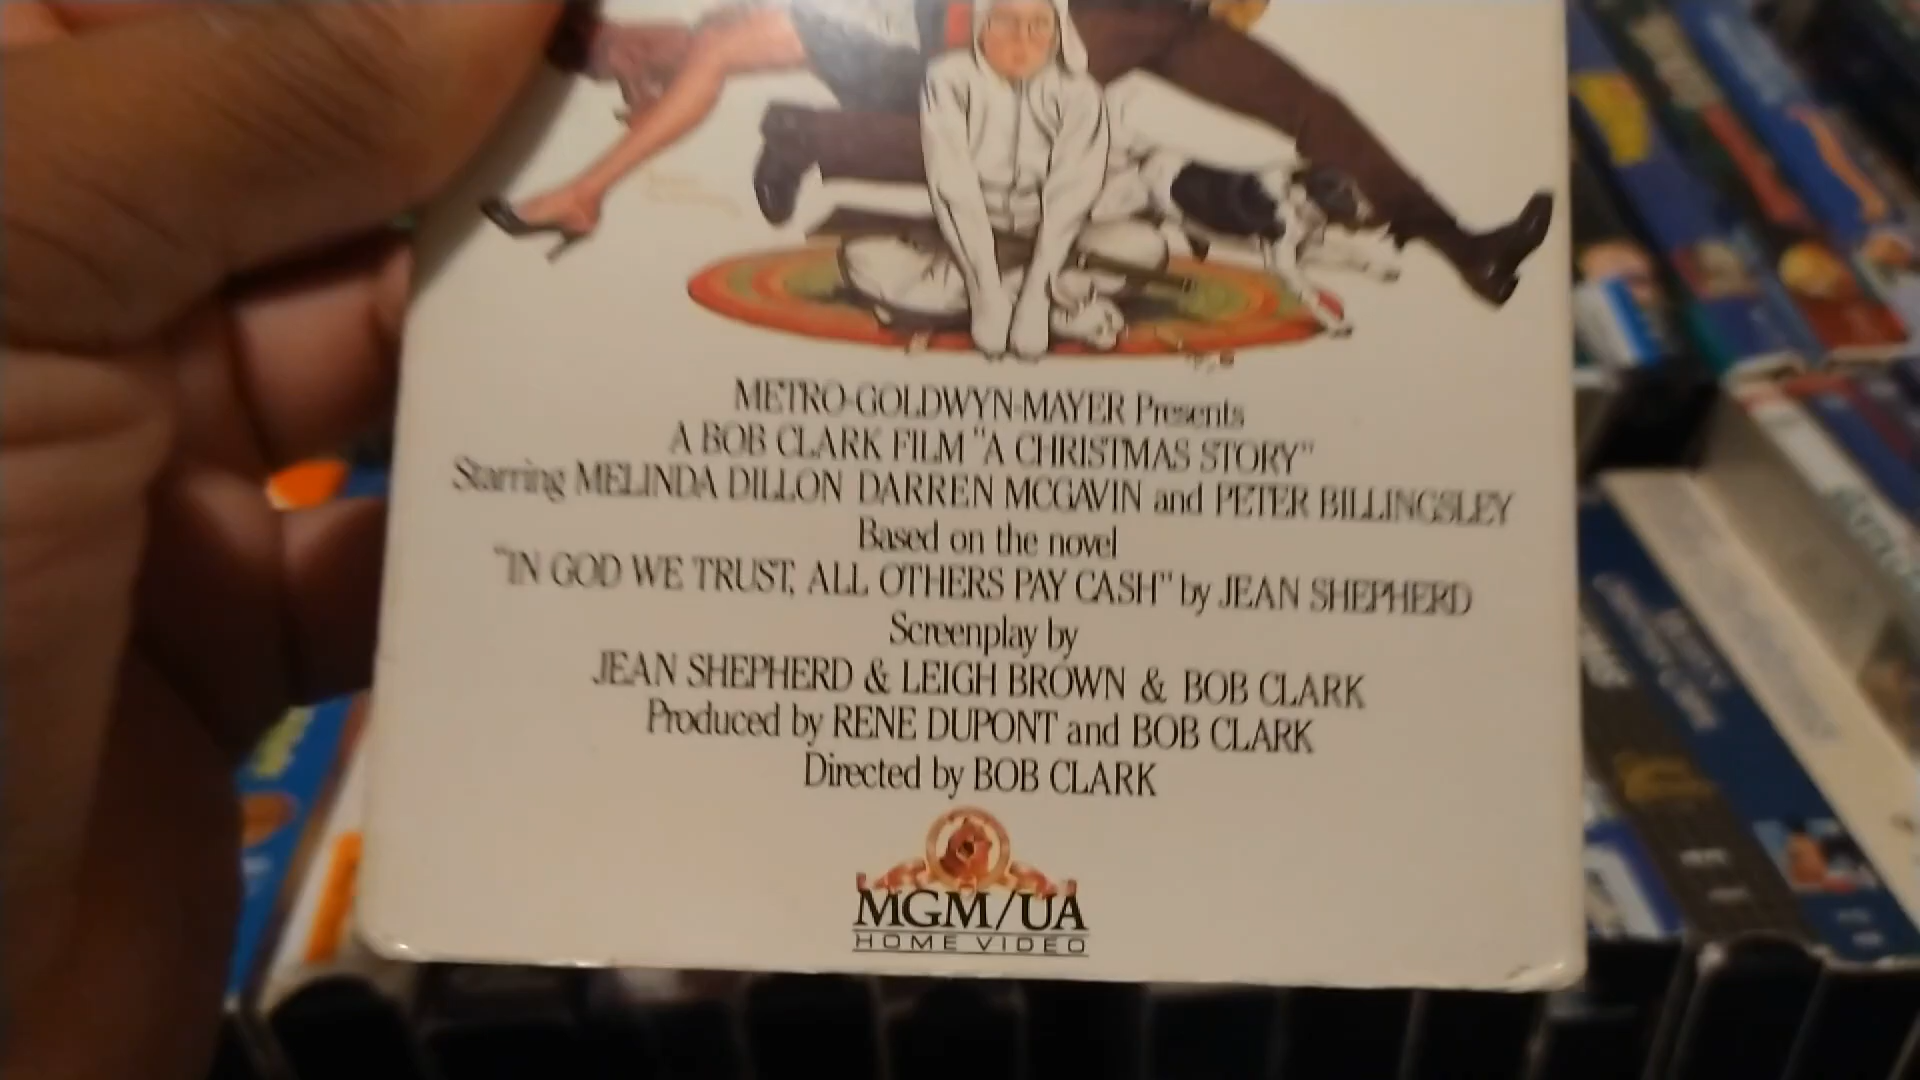 METRO-GOLDWYN-MAYER Presents
A BOB CLARK FILM "A CHRISTMAS STORY"
Starring MELINDA DILLON DARREN MCGAVIN and PETER BILLINGSLEY
Based on the novel
"IN GOD WE TRUST, ALL OTHERS PAY CASH" by JEAN SHEPHERD
Screenplay by
JEAN SHEPHERD & LEIGH BROWN & BOB CLARK
Produced by RENE DUPONT and BOB CLARK
Directed by BOB CLARK
MGM/UA
HOME VIDEO